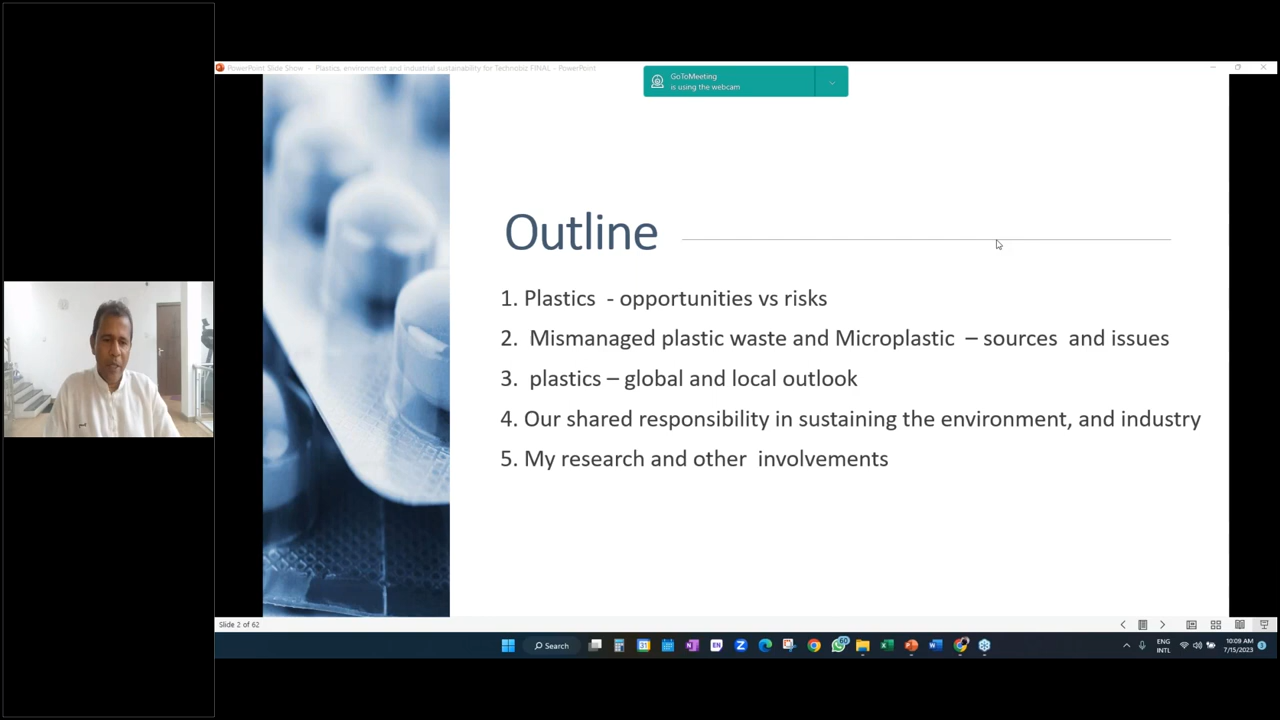 PowerPoint Slide Show - Plastics, environment and industrial sustainability for Technobiz FINAL - PowerPoint
GoToMeeting
is using the webcam
Outline
1. Plastics - opportunities vs risks
2. Mismanaged plastic waste and Microplastic – sources and issues
3. plastics – global and local outlook
4. Our shared responsibility in sustaining the environment, and industry
5. My research and other involvements
Slide 2 of 62
Search
60
ENG
INTL
10:09 AM
7/15/2023